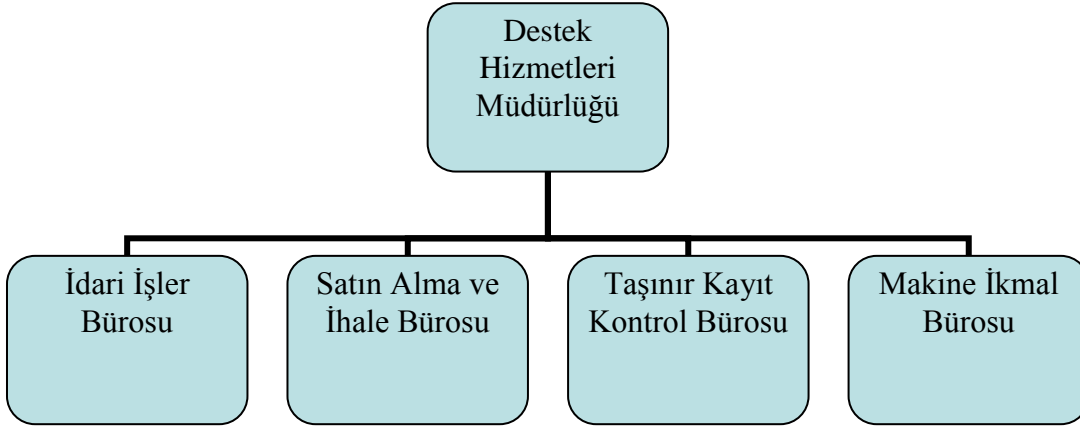 Destek
Hizmetleri
Müdürlüğü
İdari İşler
Bürosu
Satın Alma ve
İhale Bürosu
Taşınır Kayıt
Kontrol Bürosu
Makine İkmal
Bürosu